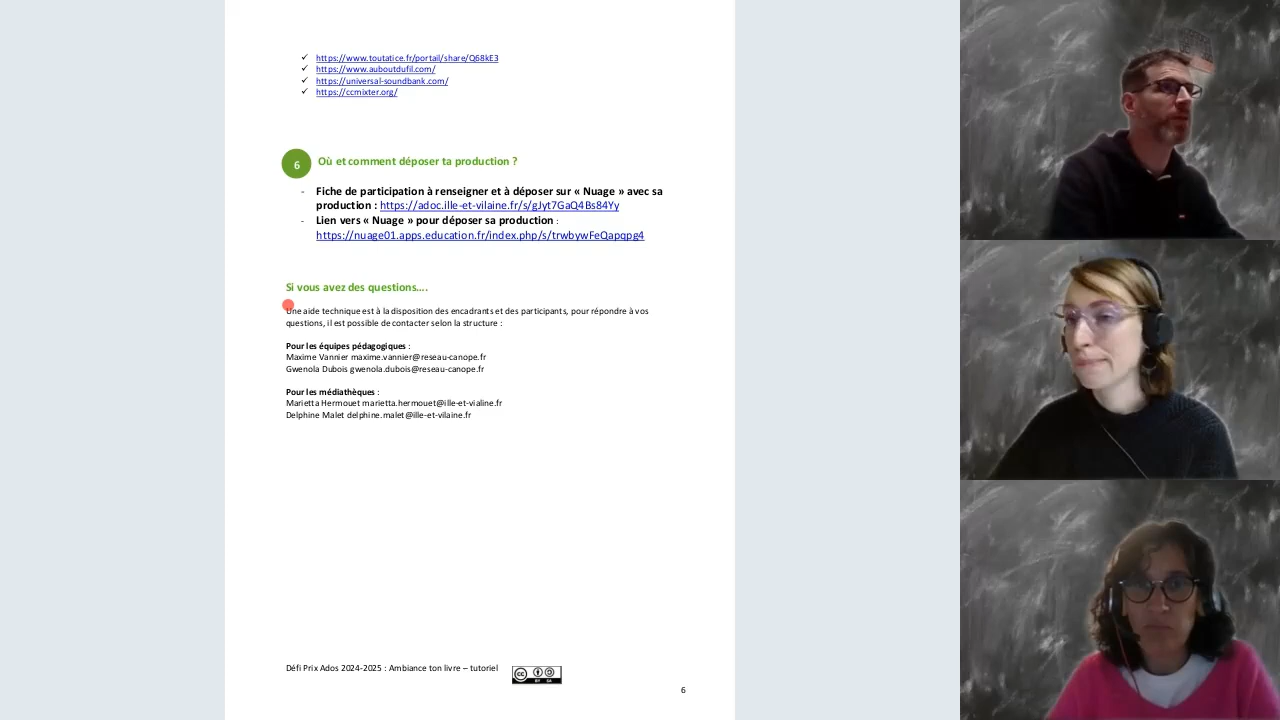 https://www.toutatice.fr/portail/share/Q68kE3
https://www.auboutdufil.com/
https://universal-soundbank.com/
https://ccmixter.org/
6 Où et comment déposer ta production ?
- Fiche de participation à renseigner et à déposer sur « Nuage » avec sa
production : https://adoc.ille-et-vilaine.fr/s/gJyt7GaQ4Bs84Yy
- Lien vers « Nuage » pour déposer sa production :
https://nuage01.apps.education.fr/index.php/s/trwbywFeQapqpg4
Si vous avez des questions….
Une aide technique est à la disposition des encadrants et des participants, pour répondre à vos
questions, il est possible de contacter selon la structure :
Pour les équipes pédagogiques :
Maxime Vannier maxime.vannier@reseau-canope.fr
Gwenola Dubois gwenola.dubois@reseau-canope.fr
Pour les médiathèques :
Marietta Hermouet marietta.hermouet@ille-et-vialine.fr
Delphine Malet delphine.malet@ille-et-vilaine.fr
Défi Prix Ados 2024-2025 : Ambiance ton livre – tutoriel
cc BY SA
6